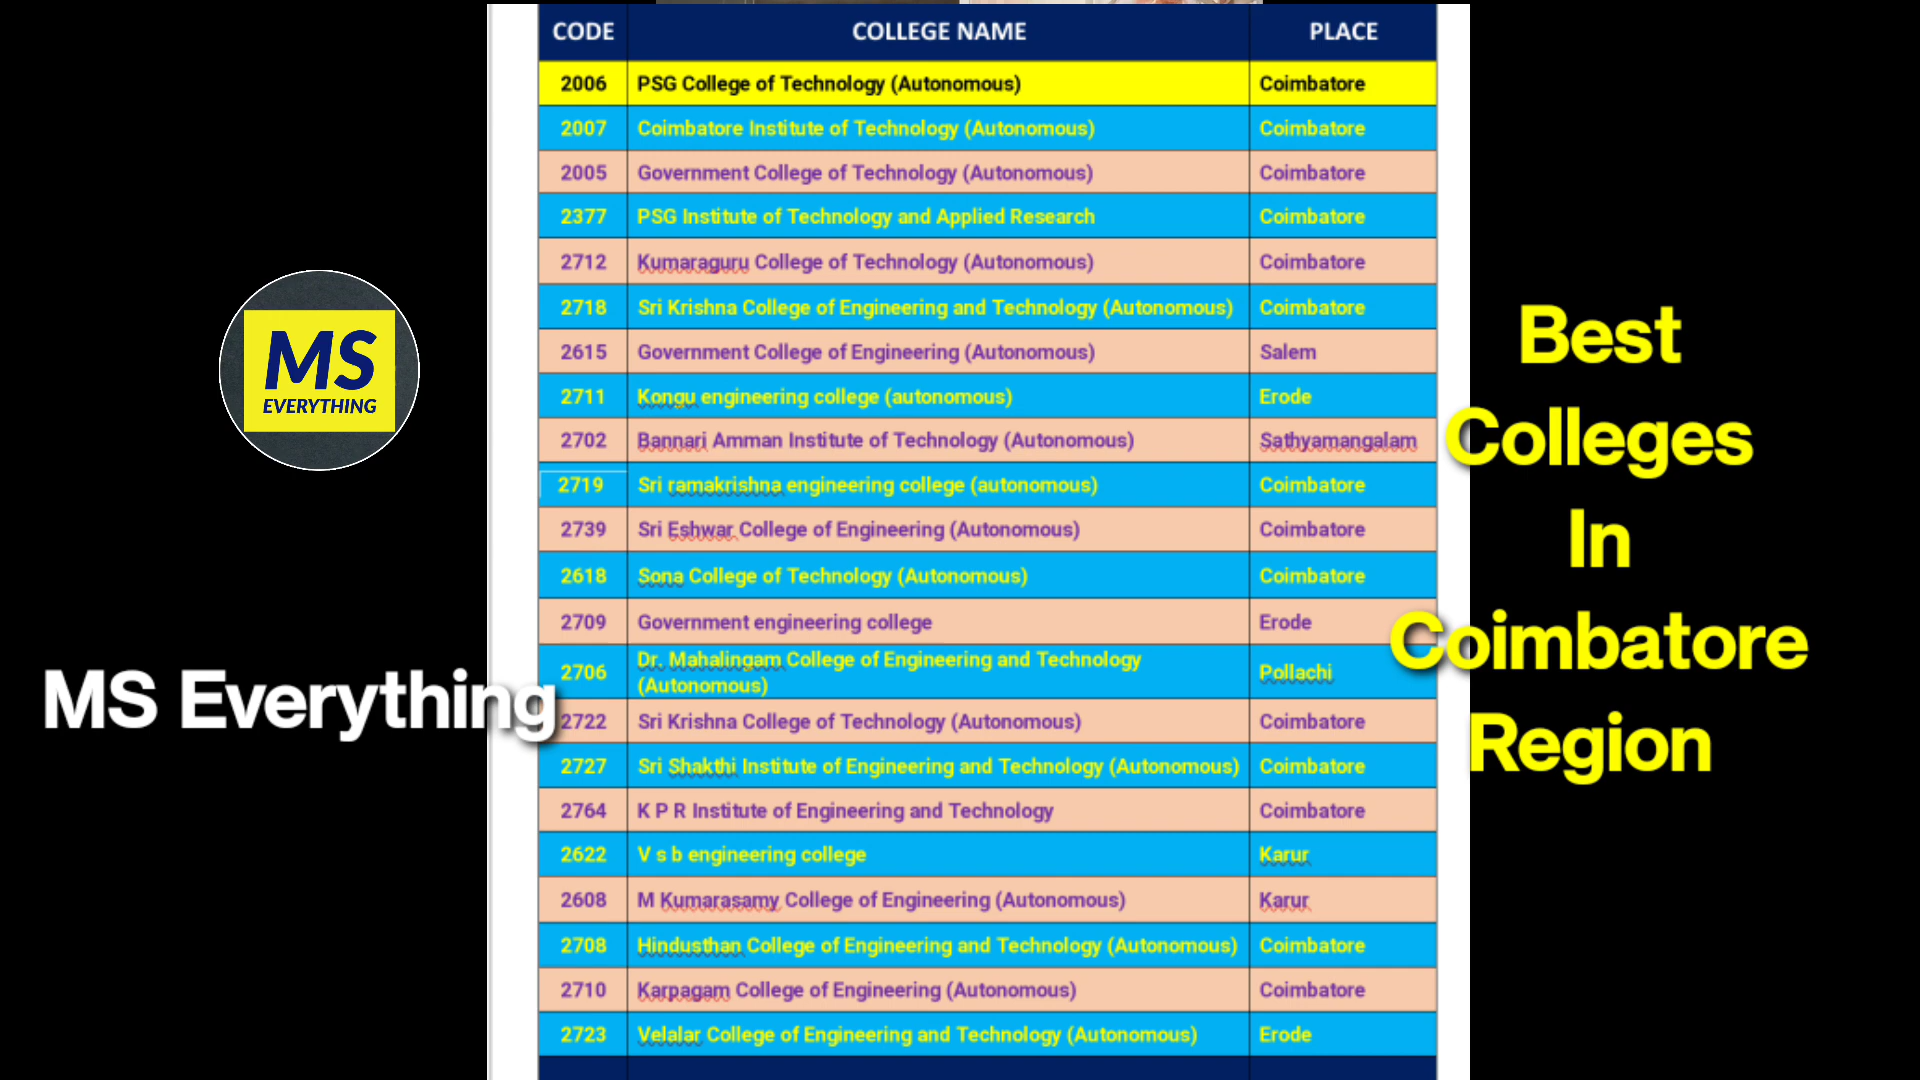 CODE COLLEGE NAME PLACE
2006 PSG College of Technology (Autonomous) Coimbatore
2007 Coimbatore Institute of Technology (Autonomous) Coimbatore
2005 Government College of Technology (Autonomous) Coimbatore
2377 PSG Institute of Technology and Applied Research Coimbatore
2712 Kumaraguru College of Technology (Autonomous) Coimbatore
2718 Sri Krishna College of Engineering and Technology (Autonomous) Coimbatore
2615 Government College of Engineering (Autonomous) Salem
2711 Kongu engineering college (autonomous) Erode
2702 Bannari Amman Institute of Technology (Autonomous) Sathyamangalam
2719 Sri ramakrishna engineering college (autonomous) Coimbatore
2739 Sri Eshwar College of Engineering (Autonomous) Coimbatore
2618 Sona College of Technology (Autonomous) Coimbatore
2709 Government engineering college Erode
2706 Dr. Mahalingam College of Engineering and Technology
(Autonomous) Pollachi
2722 Sri Krishna College of Technology (Autonomous) Coimbatore
2727 Sri Shakthi Institute of Engineering and Technology (Autonomous) Coimbatore
2764 K P R Institute of Engineering and Technology Coimbatore
2622 V s b engineering college Karur
2608 M Kumarasamy College of Engineering (Autonomous) Karur
2708 Hindusthan College of Engineering and Technology (Autonomous) Coimbatore
2710 Karpagam College of Engineering (Autonomous) Coimbatore
2723 Velalar College of Engineering and Technology (Autonomous) Erode
MS
EVERYTHING
MS Everything
Best
Colleges
In
Coimbatore
Region